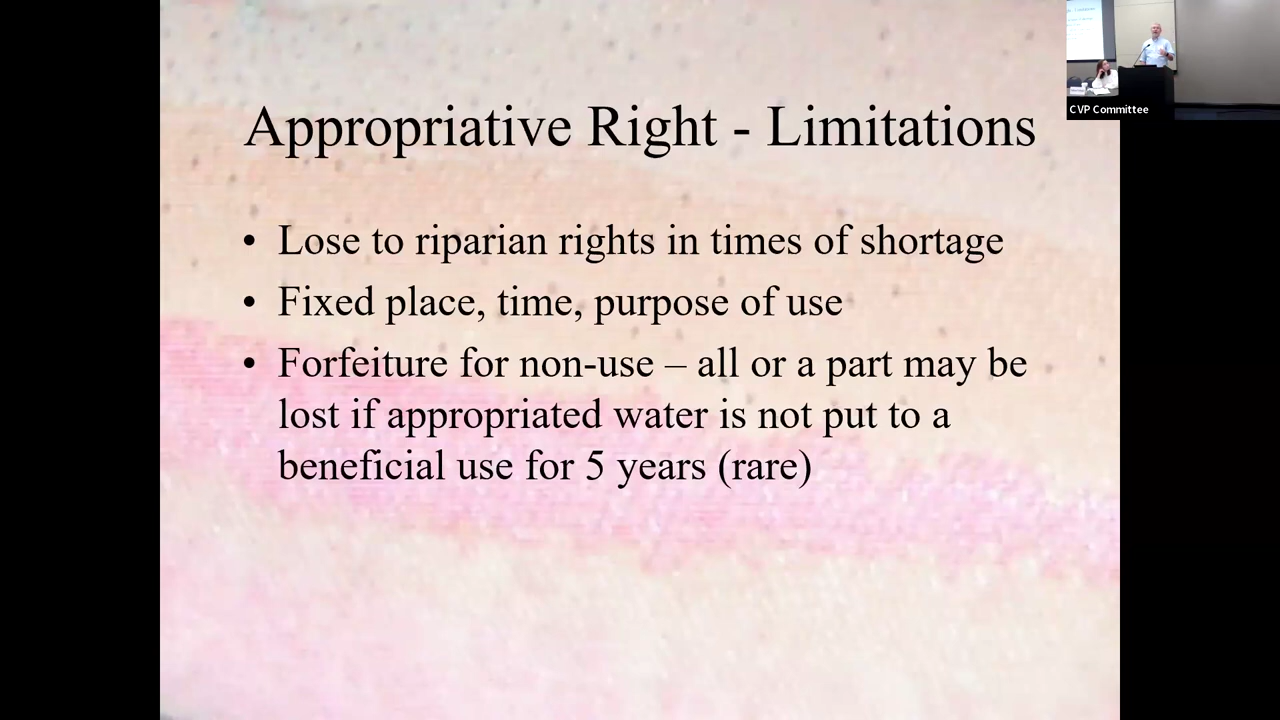 Appropriative Right - Limitations
• Lose to riparian rights in times of shortage
• Fixed place, time, purpose of use
• Forfeiture for non-use – all or a part may be
lost if appropriated water is not put to a
beneficial use for 5 years (rare)
CVP Committee